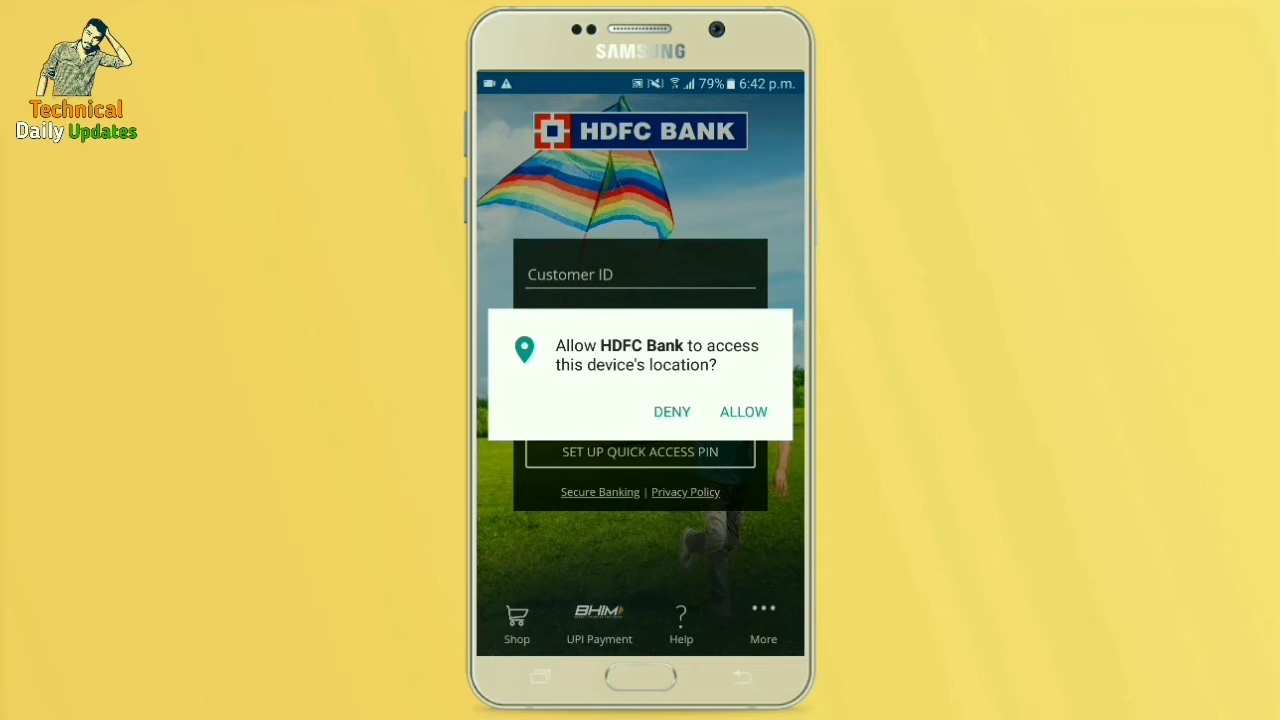 Technical
Daily Updates
SAMSUNG
79% 6:42 p.m.
HDFC BANK
Customer ID
Allow HDFC Bank to access
this device's location?
DENY ALLOW
SET UP QUICK ACCESS PIN
Secure Banking | Privacy Policy
BHIM
Shop UPI Payment Help More